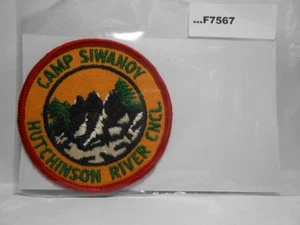 ...F7567
CAMP SIWANOY
HUTCHINSON RIVER CNCL.